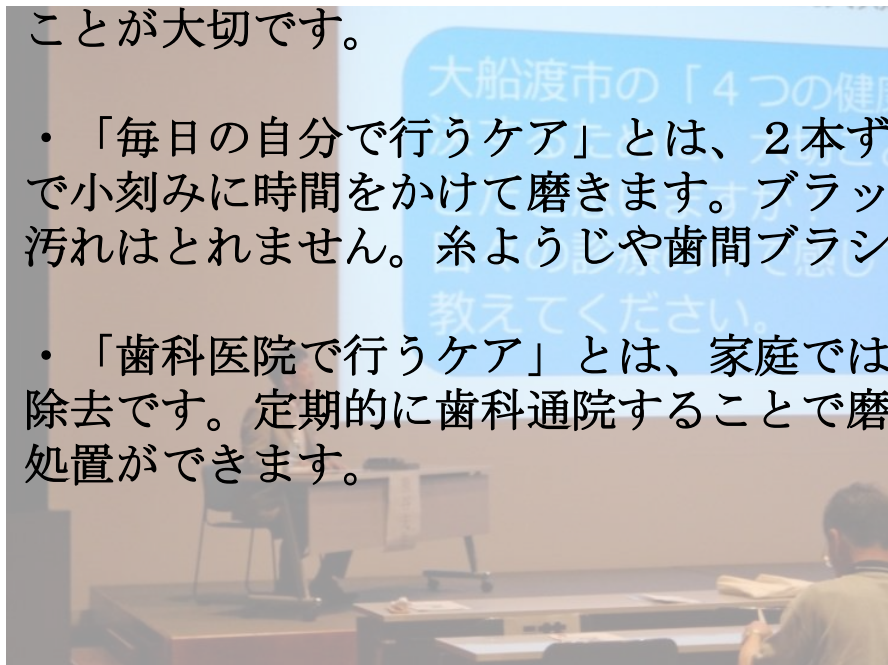 ことが大切です。
・「毎日の自分で行うケア」とは、２本ず
で小刻みに時間をかけて磨きます。ブラッ
汚れはとれません。糸ようじや歯間ブラシ
・「歯科医院で行うケア」とは、家庭では
除去です。定期的に歯科通院することで磨
処置ができます。
大船渡市の「４つの健康
教えてください。